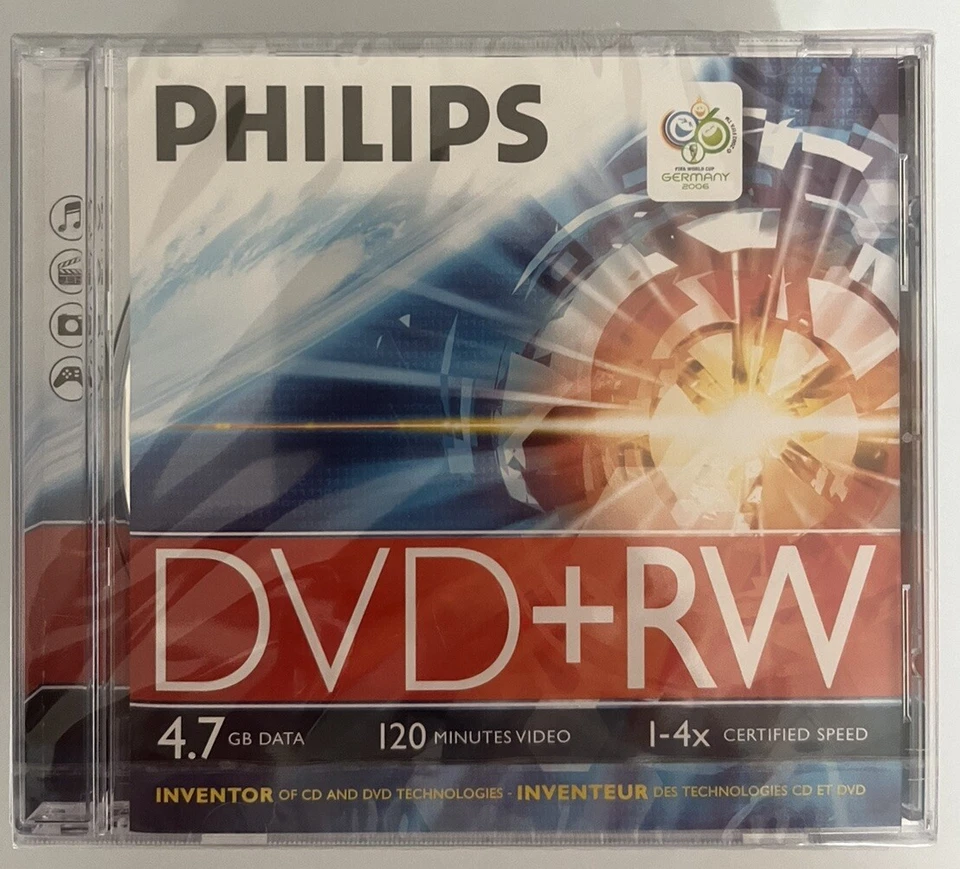 PHILIPS
FIFA WORLD CUP
GERMANY
2006
DVD+RW
4.7 GB DATA 120 MINUTES VIDEO 1-4x CERTIFIED SPEED
INVENTOR OF CD AND DVD TECHNOLOGIES - INVENTEUR DES TECHNOLOGIES CD ET DVD